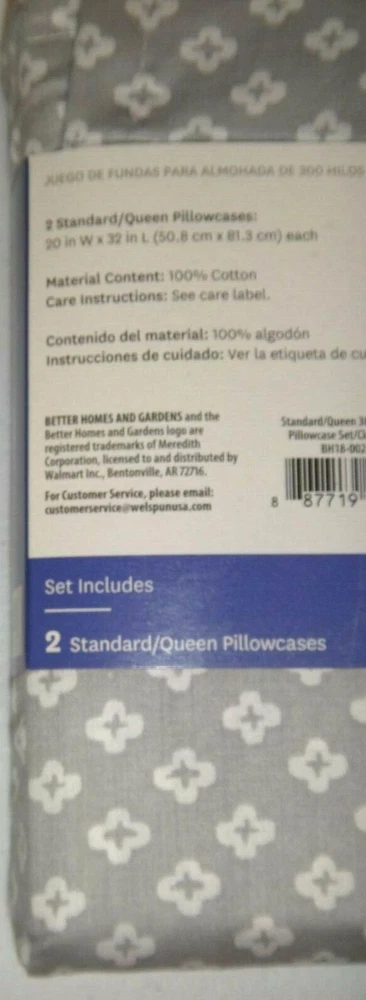 JUEGO DE FUNDAS PARA ALMOHADA DE 300 HILOS
2 Standard/Queen Pillowcases:
20 in W x 32 in L (50.8 cm x 81.3 cm) each
Material Content: 100% Cotton
Care Instructions: See care label.
Contenido del material: 100% algodón
Instrucciones de cuidado: Ver la etiqueta de cu
BETTER HOMES AND GARDENS and the
Better Homes and Gardens logo are
registered trademarks of Meredith
Corporation, licensed to and distributed by
Walmart Inc., Bentonville, AR 72716.
For Customer Service, please email:
customerservice@welspunusa.com
Standard/Queen 3
Pillowcase Set/
BH18-002
8 87719
Set Includes
2 Standard/Queen Pillowcases